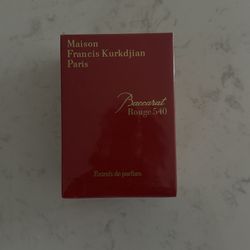 Maison
Francis Kurkdjian
Paris
Baccarat
Rouge 540
Extrait de parfum